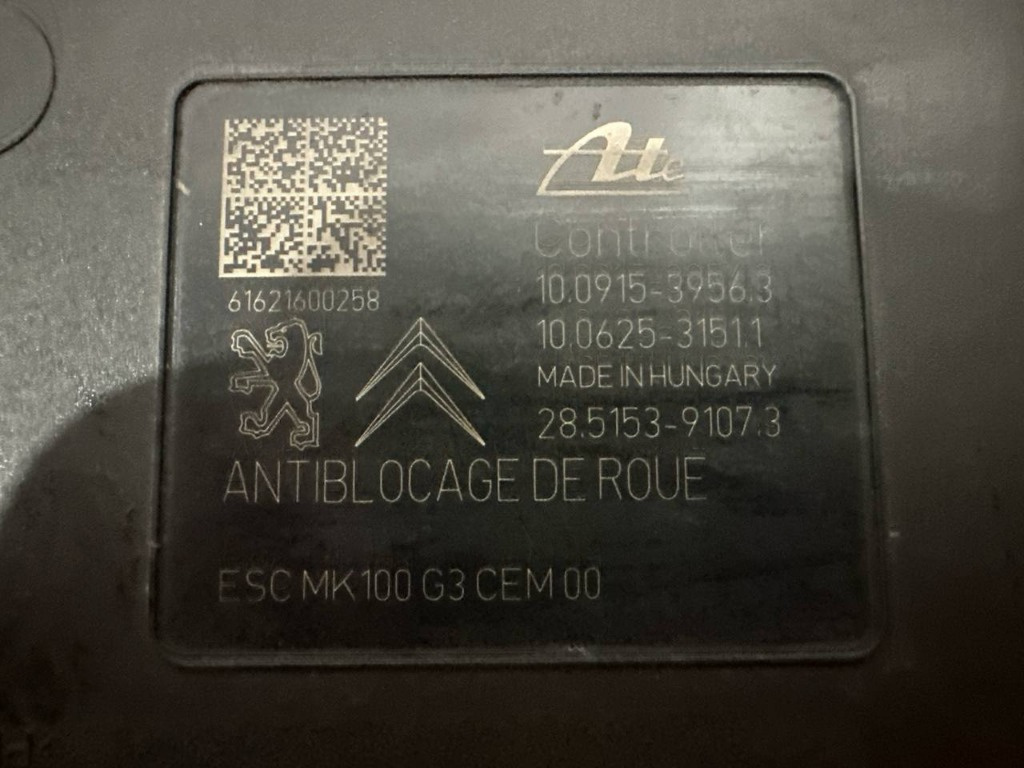 Ate
61621600258
Controller
10.0915-3956.3
10.0625-3151.1
MADE IN HUNGARY
28.5153-9107.3
ANTIBLOCAGE DE ROUE
ESC MK100 G3 CEM 00